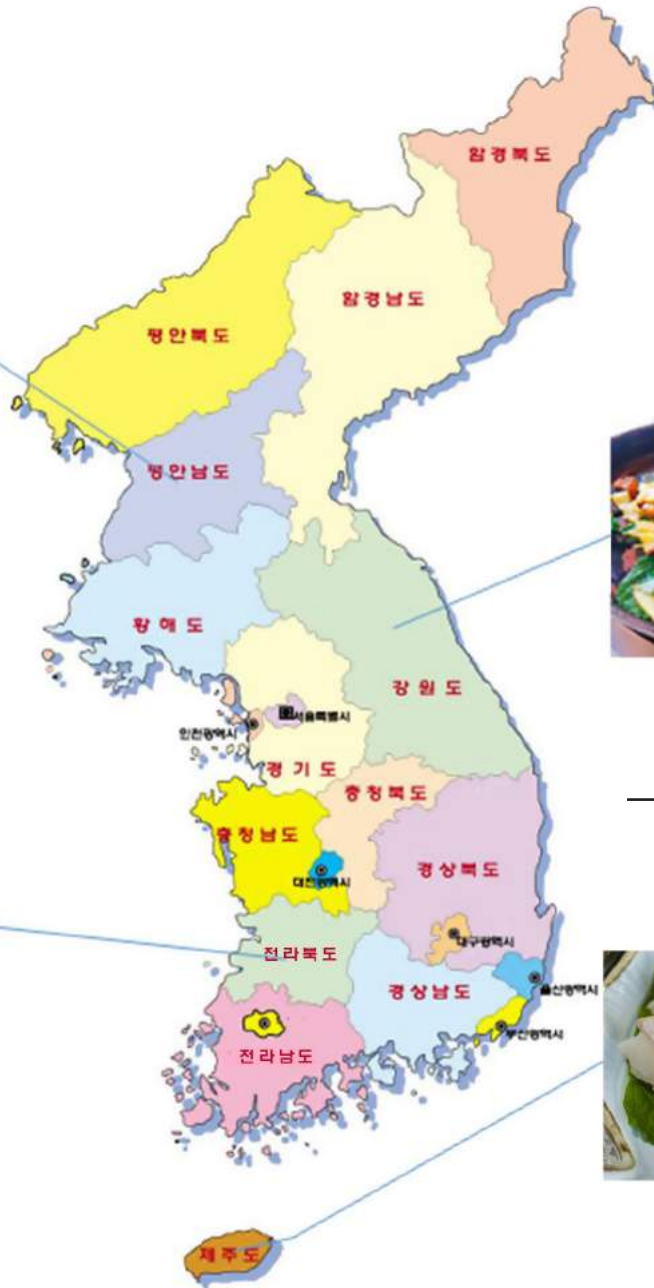 함경북도
함경남도
평안북도
평안남도
황해도
강원도
서울특별시
인천광역시
경기도
충청북도
충청남도
경상북도
대전광역시
대구광역시
전라북도
경상남도
울산광역시
부산광역시
전라남도
제주도